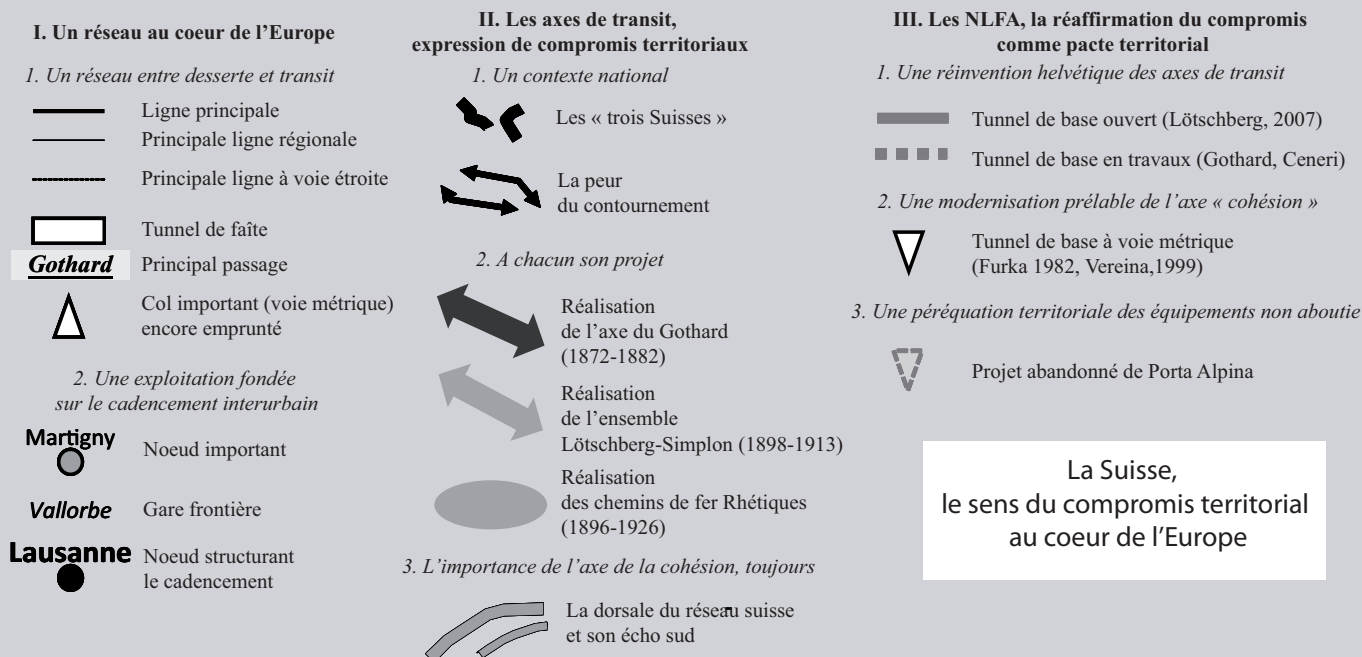 I. Un réseau au coeur de l'Europe
1. Un réseau entre desserte et transit
Ligne principale
Principale ligne régionale
Principale ligne à voie étroite
Tunnel de faîte
Gothard
Principal passage
Col important (voie métrique)
encore emprunté
2. Une exploitation fondée
sur le cadencement interurbain
Martigny
Noeud important
Vallorbe
Gare frontière
Lausanne
Noeud structurant
le cadencement
II. Les axes de transit,
expression de compromis territoriaux
1. Un contexte national
Les « trois Suisses »
La peur
du contournement
2. A chacun son projet
Réalisation
de l'axe du Gothard
(1872-1882)
Réalisation
de l'ensemble
Lötschberg-Simplon (1898-1913)
Réalisation
des chemins de fer Rhétiques
(1896-1926)
3. L'importance de l'axe de la cohésion, toujours
La dorsale du réseau suisse
et son écho sud
III. Les NLFA, la réaffirmation du compromis
comme pacte territorial
1. Une réinvention helvétique des axes de transit
Tunnel de base ouvert (Lötschberg, 2007)
Tunnel de base en travaux (Gothard, Ceneri)
2. Une modernisation prélable de l'axe « cohésion »
Tunnel de base à voie métrique
(Furka 1982, Vereina,1999)
3. Une péréquation territoriale des équipements non aboutie
Projet abandonné de Porta Alpina
La Suisse,
le sens du compromis territorial
au coeur de l'Europe